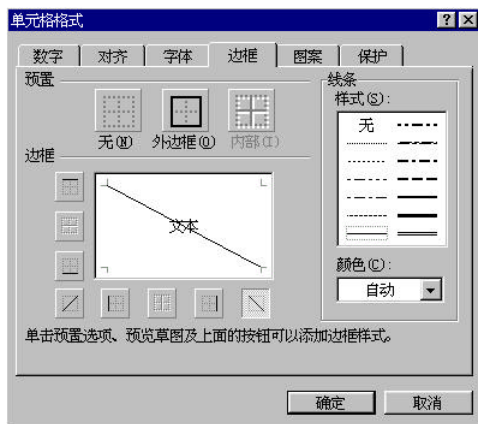 单元格格式
数字 对齐 字体 边框 图案 保护
预置
无(N) 外边框(O) 内部(I)
边框
文本
线条
样式(S):
无
颜色(C):
自动
单击预置选项、预览草图及上面的按钮可以添加边框样式。
确定 取消